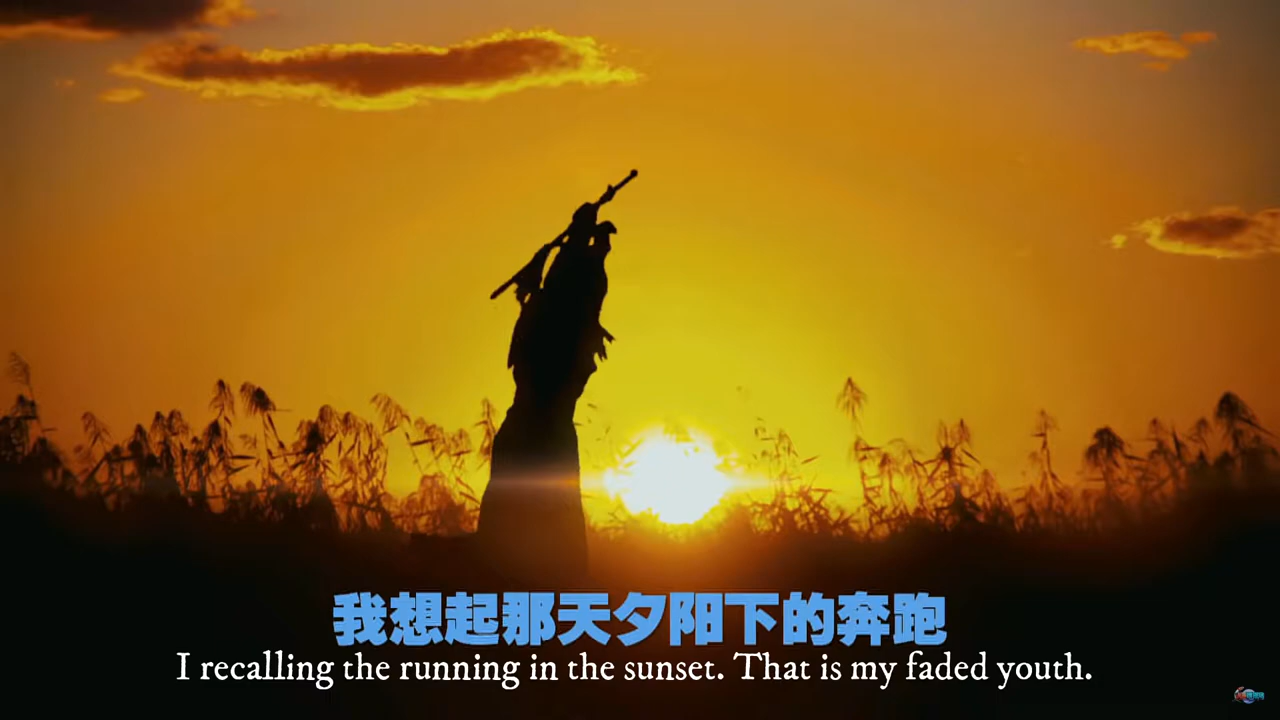 我想起那天夕阳下的奔跑
I recalling the running in the sunset. That is my faded youth.